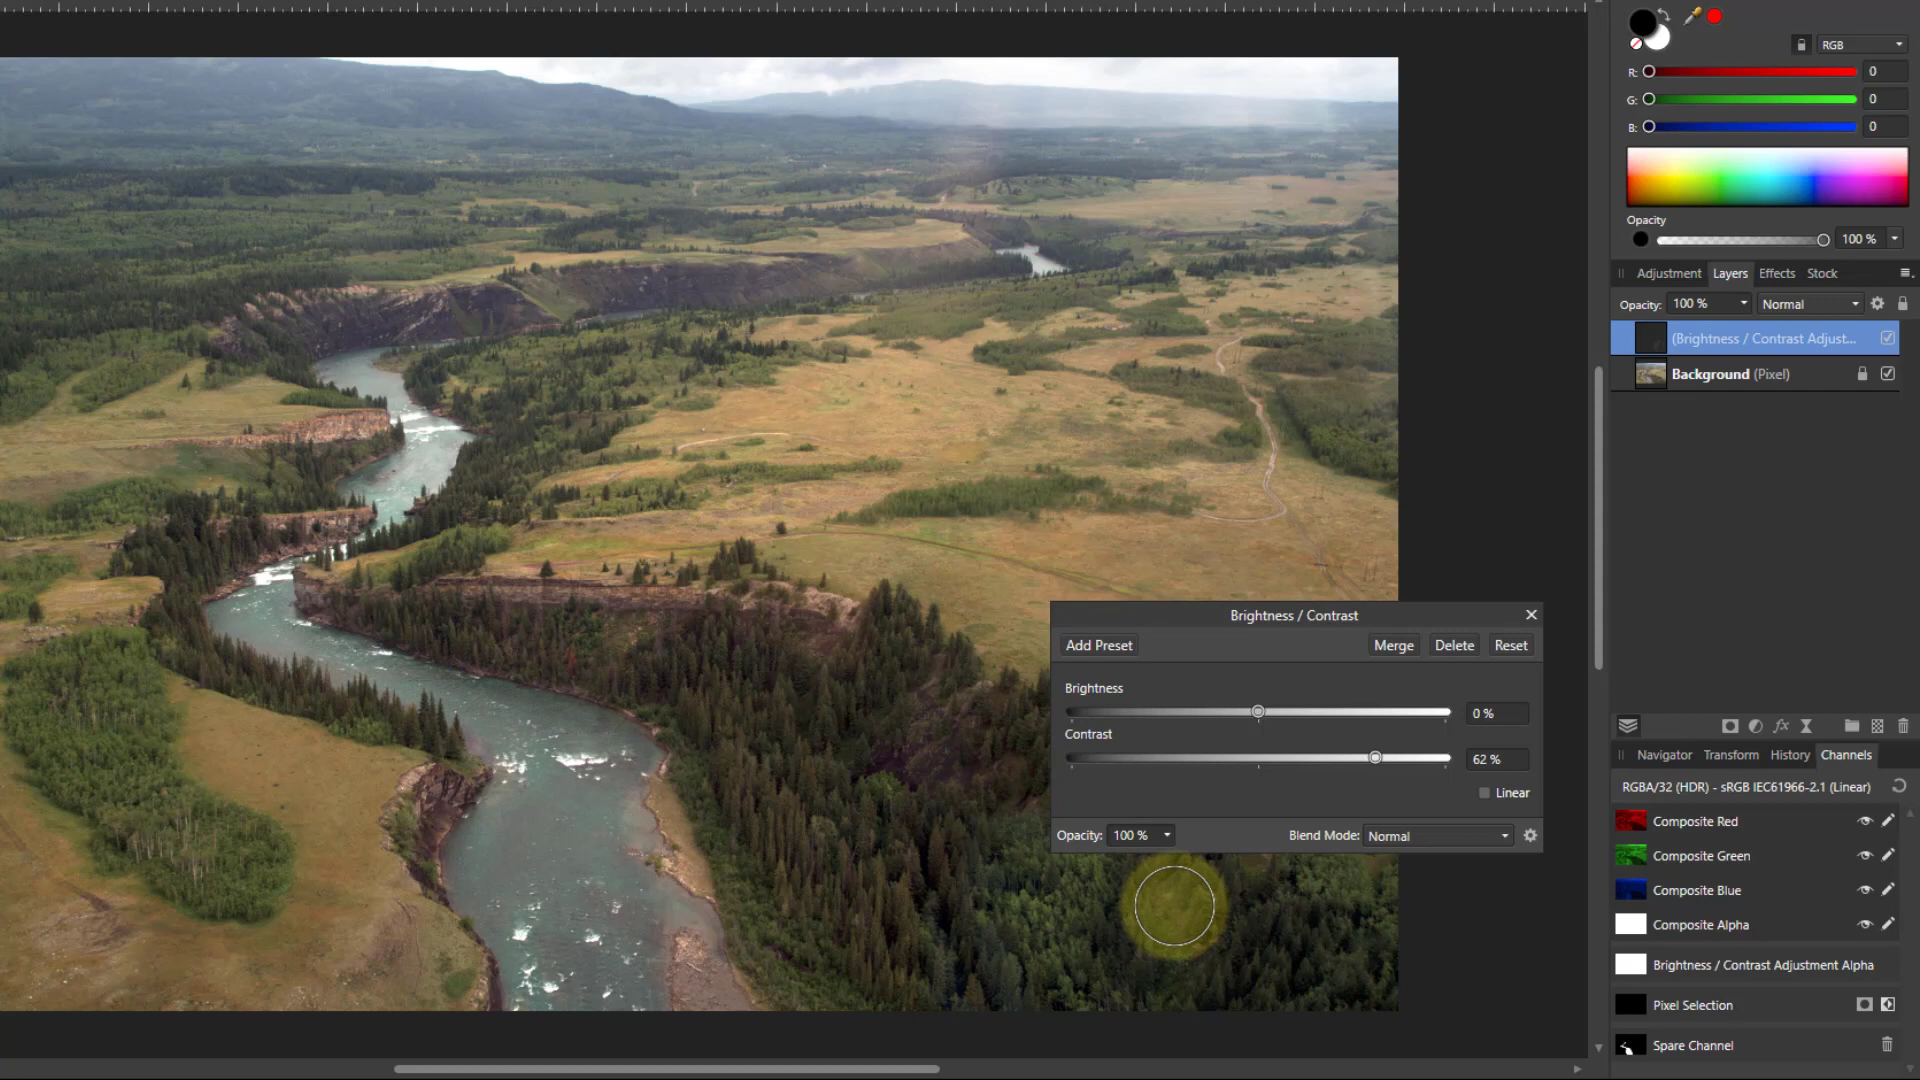 RGB
R: 0
G: 0
B: 0
Opacity
100 %
Adjustment Layers Effects Stock
Opacity: 100 % Normal
(Brightness / Contrast Adjust...
Background (Pixel)
Brightness / Contrast
Add Preset Merge Delete Reset
Brightness
0 %
Contrast
62 %
Linear
Opacity: 100 % Blend Mode: Normal
Navigator Transform History Channels
RGBA/32 (HDR) - sRGB IEC61966-2.1 (Linear)
Composite Red
Composite Green
Composite Blue
Composite Alpha
Brightness / Contrast Adjustment Alpha
Pixel Selection
Spare Channel